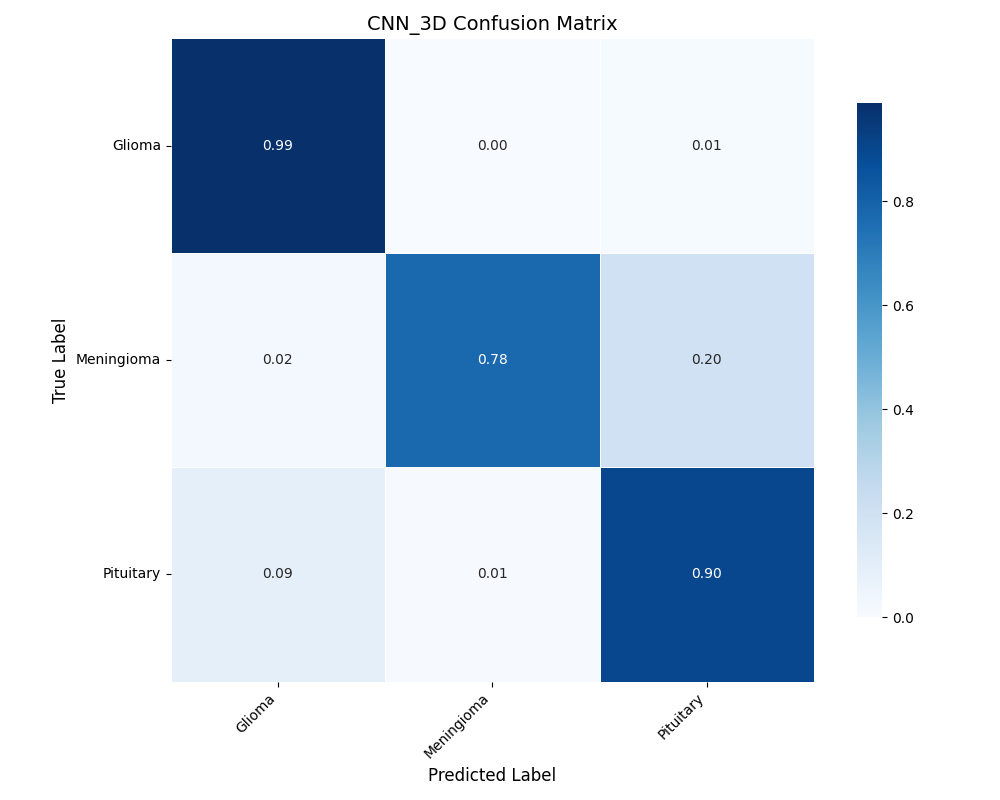 CNN_3D Confusion Matrix
True Label
Glioma
0.99
0.00
0.01
Meningioma
0.02
0.78
0.20
Pituitary
0.09
0.01
0.90
Glioma
Meningioma
Pituitary
Predicted Label
0.8
0.6
0.4
0.2
0.0